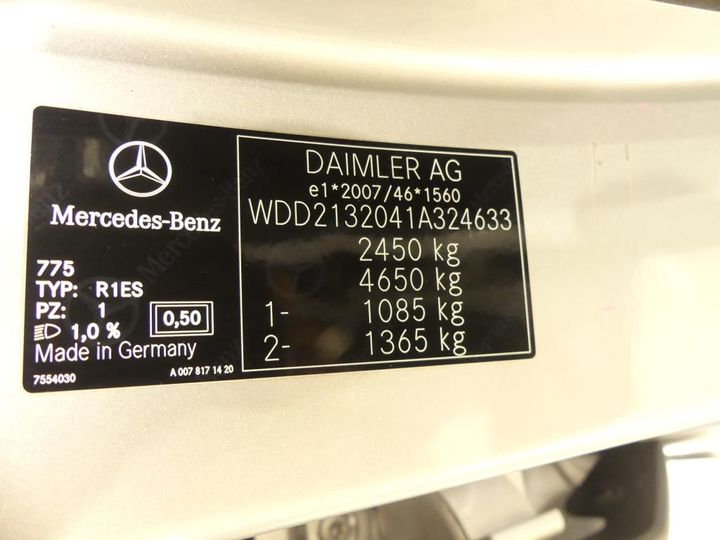 Mercedes-Benz
775
TYP: R1ES
PZ: 1
1,0 % 0,50
Made in Germany
7554030 A 007 817 14 20
DAIMLER AG
e1*2007/46*1560
WDD2132041A324633
2450 kg
4650 kg
1- 1085 kg
2- 1365 kg